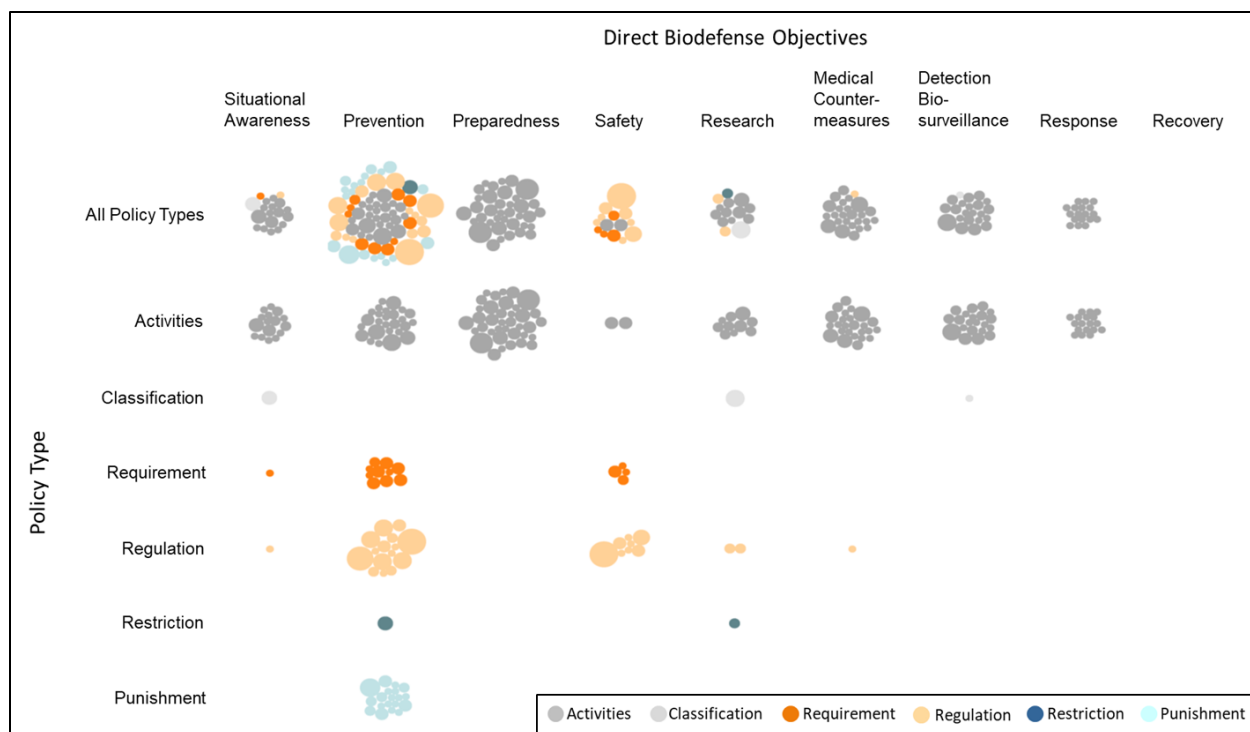 Direct Biodefense Objectives
Situational
Awareness
Prevention
Preparedness
Safety
Research
Medical
Counter-
measures
Detection
Bio-
surveillance
Response
Recovery
All Policy Types
Activities
Classification
Requirement
Regulation
Restriction
Punishment
Policy Type
Activities Classification Requirement Regulation Restriction Punishment